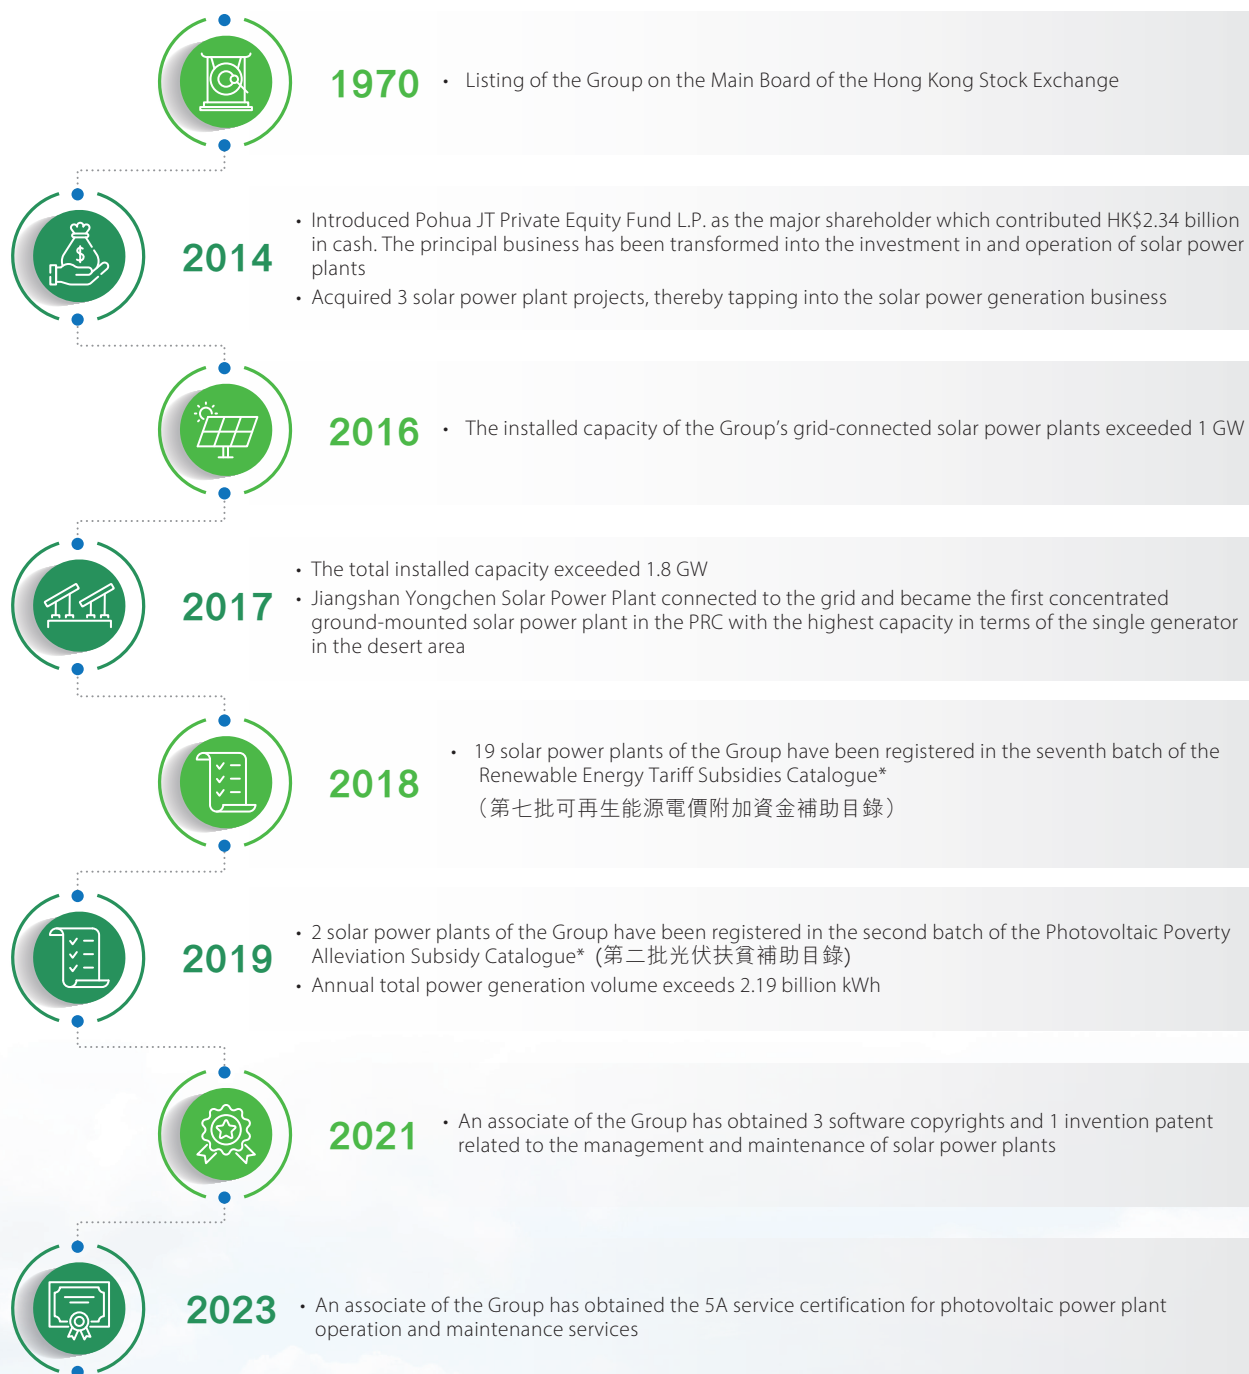 1970
• Listing of the Group on the Main Board of the Hong Kong Stock Exchange
$
2014
• Introduced Pohua JT Private Equity Fund L.P. as the major shareholder which contributed HK$2.34 billion
in cash. The principal business has been transformed into the investment in and operation of solar power
plants
• Acquired 3 solar power plant projects, thereby tapping into the solar power generation business
2016
• The installed capacity of the Group’s grid-connected solar power plants exceeded 1 GW
2017
• The total installed capacity exceeded 1.8 GW
• Jiangshan Yongchen Solar Power Plant connected to the grid and became the first concentrated
ground-mounted solar power plant in the PRC with the highest capacity in terms of the single generator
in the desert area
2018
• 19 solar power plants of the Group have been registered in the seventh batch of the
Renewable Energy Tariff Subsidies Catalogue*
（第七批可再生能源電價附加資金補助目錄）
2019
• 2 solar power plants of the Group have been registered in the second batch of the Photovoltaic Poverty
Alleviation Subsidy Catalogue* (第二批光伏扶貧補助目錄)
• Annual total power generation volume exceeds 2.19 billion kWh
2021
• An associate of the Group has obtained 3 software copyrights and 1 invention patent
related to the management and maintenance of solar power plants
2023
• An associate of the Group has obtained the 5A service certification for photovoltaic power plant
operation and maintenance services